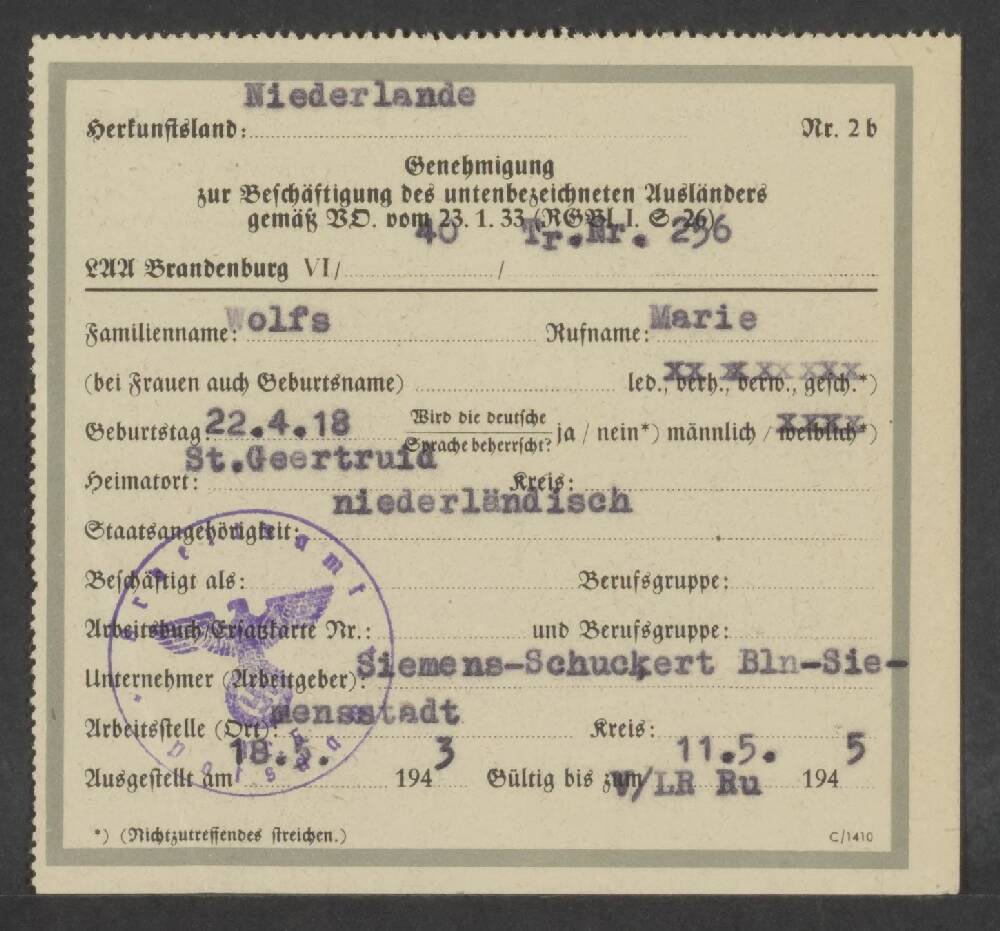 Niederlande
Herkunftsland: Nr. 2 b
Genehmigung
zur Beschäftigung des untenbezeichneten Ausländers
gemäß VO. vom 23. 1. 33 (RGBl. I. S. 26)
40 Tr.Nr. 256
LAA Brandenburg VI/ /
Wolfs Marie
Familienname: Rufname:
(bei Frauen auch Geburtsname) led., verh., verw., gesch.*)
Geburtstag: 22.4.18 Wird die deutsche Sprache beherrscht? ja / nein*) männlich / weiblich*)
St.Geertruid
Heimatort: Kreis:
niederländisch
Staatsangehörigkeit:
Beschäftigt als: Berufsgruppe:
Arbeitsbuch/Ersatzkarte Nr.: und Berufsgruppe:
Siemens-Schuckert Bln-Sie-
Unternehmer (Arbeitgeber):
mensstadt
Arbeitsstelle (Ort): Kreis:
18.5. 3 11.5. 5
Ausgestellt am 194 Gültig bis zum 194
V/LR Ru
*) (Nichtzutreffendes streichen.) C/1410
Arbeitsamt
Potsdam